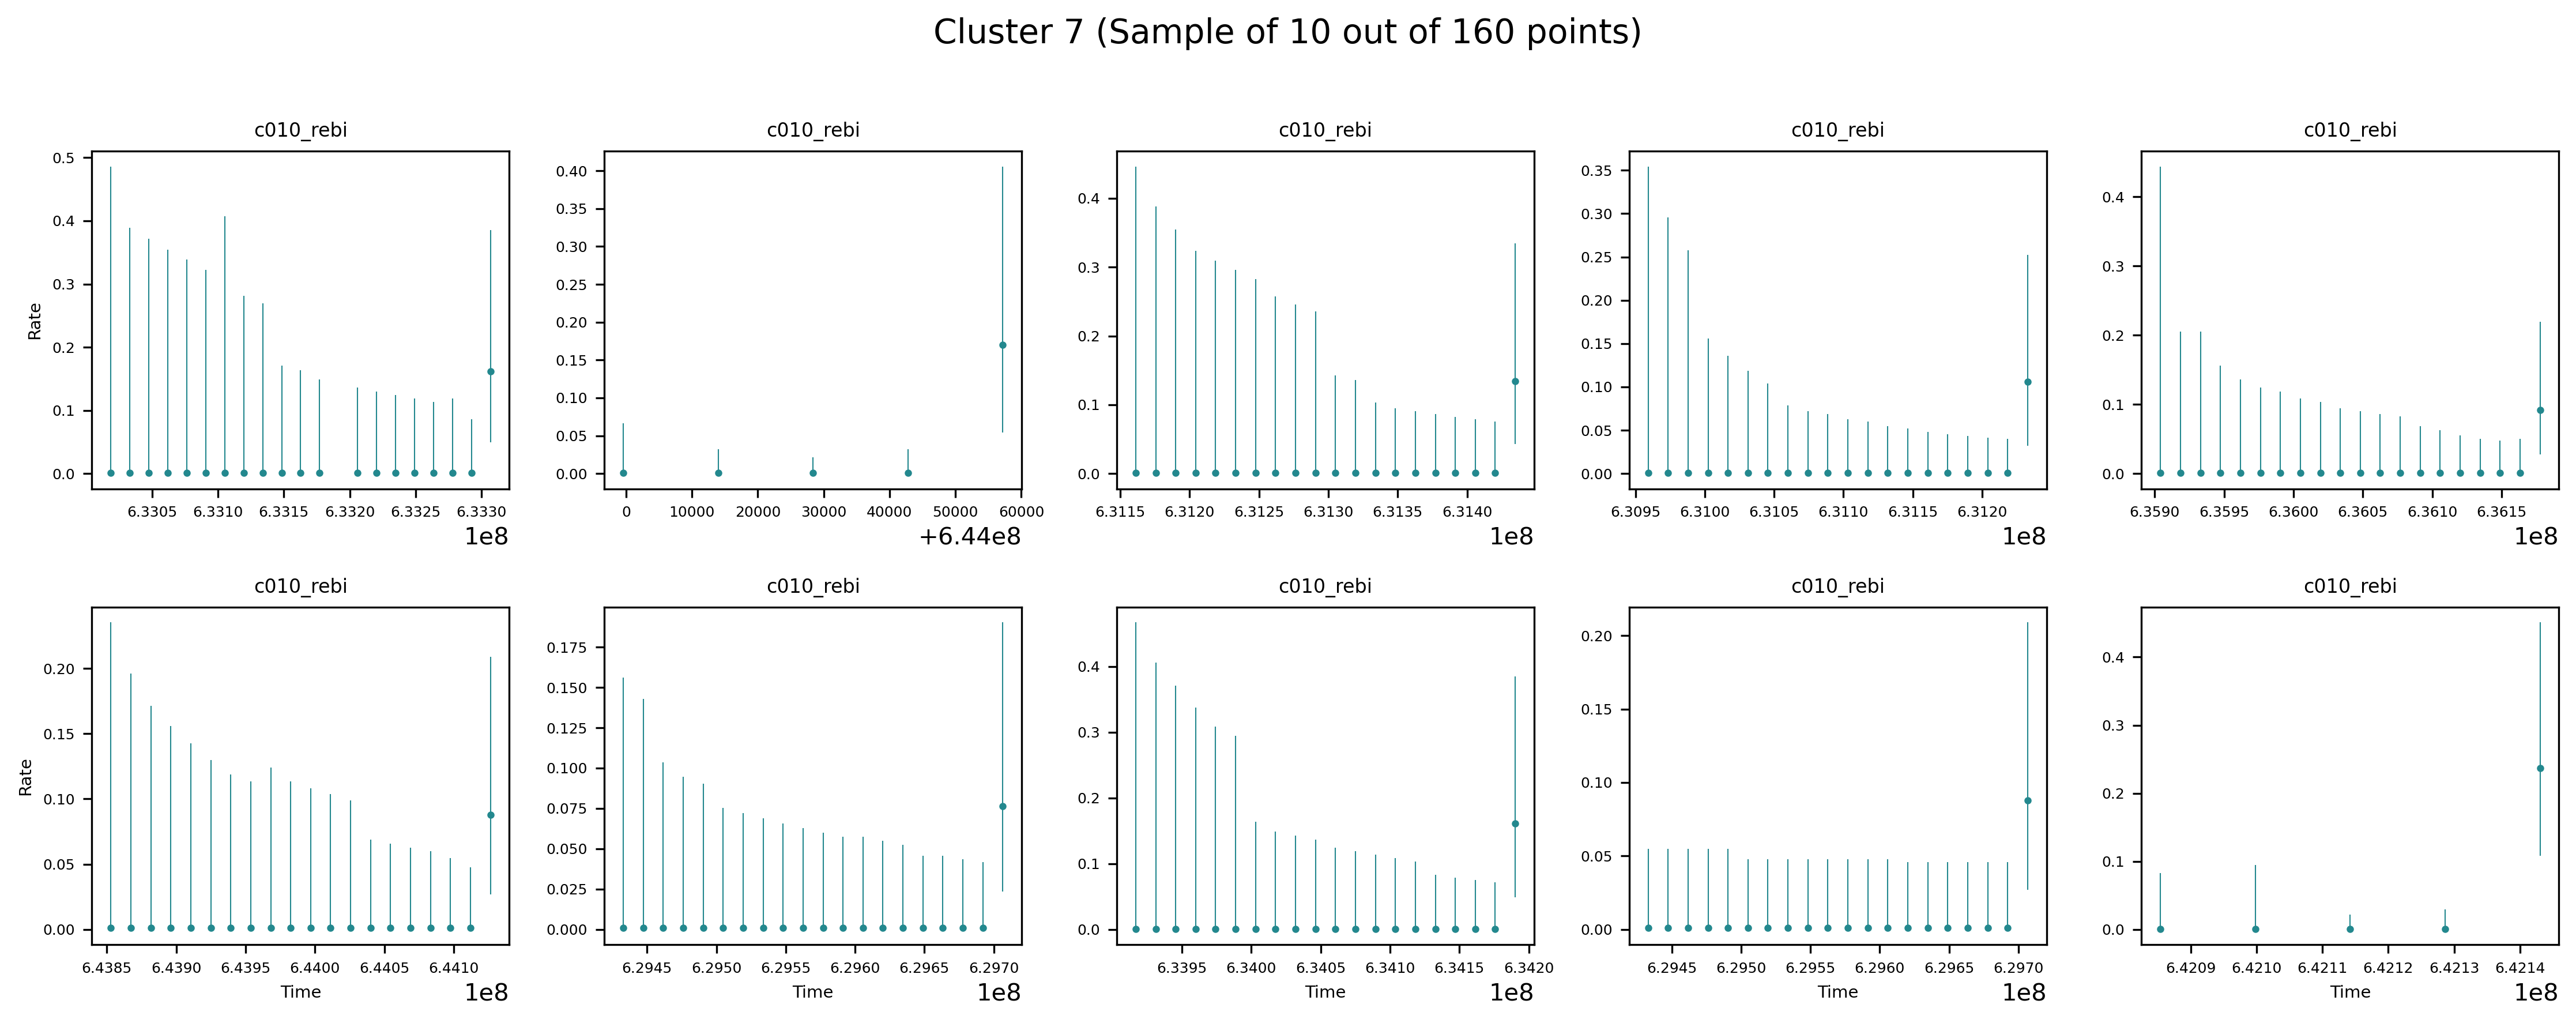 Cluster 7 (Sample of 10 out of 160 points)
c010_rebi c010_rebi c010_rebi c010_rebi c010_rebi
Rate
0.5 0.4 0.3 0.2 0.1 0.0
6.3305 6.3310 6.3315 6.3320 6.3325 6.3330
1e8
0.40 0.35 0.30 0.25 0.20 0.15 0.10 0.05 0.00
0 10000 20000 30000 40000 50000 60000
+6.44e8
0.4 0.3 0.2 0.1 0.0
6.3115 6.3120 6.3125 6.3130 6.3135 6.3140
1e8
0.35 0.30 0.25 0.20 0.15 0.10 0.05 0.00
6.3095 6.3100 6.3105 6.3110 6.3115 6.3120
1e8
0.4 0.3 0.2 0.1 0.0
6.3590 6.3595 6.3600 6.3605 6.3610 6.3615
1e8
c010_rebi c010_rebi c010_rebi c010_rebi c010_rebi
Rate
0.20 0.15 0.10 0.05 0.00
6.4385 6.4390 6.4395 6.4400 6.4405 6.4410
Time 1e8
0.175 0.150 0.125 0.100 0.075 0.050 0.025 0.000
6.2945 6.2950 6.2955 6.2960 6.2965 6.2970
Time 1e8
0.4 0.3 0.2 0.1 0.0
6.3395 6.3400 6.3405 6.3410 6.3415 6.3420
Time 1e8
0.20 0.15 0.10 0.05 0.00
6.2945 6.2950 6.2955 6.2960 6.2965 6.2970
Time 1e8
0.4 0.3 0.2 0.1 0.0
6.4209 6.4210 6.4211 6.4212 6.4213 6.4214
Time 1e8